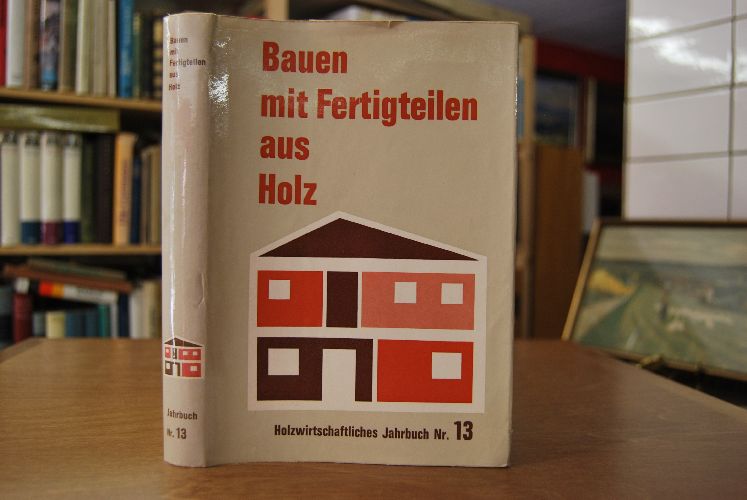 Bauen
mit
Fertigteilen
aus
Holz
Jahrbuch
Nr. 13
Bauen
mit Fertigteilen
aus
Holz
Holzwirtschaftliches Jahrbuch Nr. 13